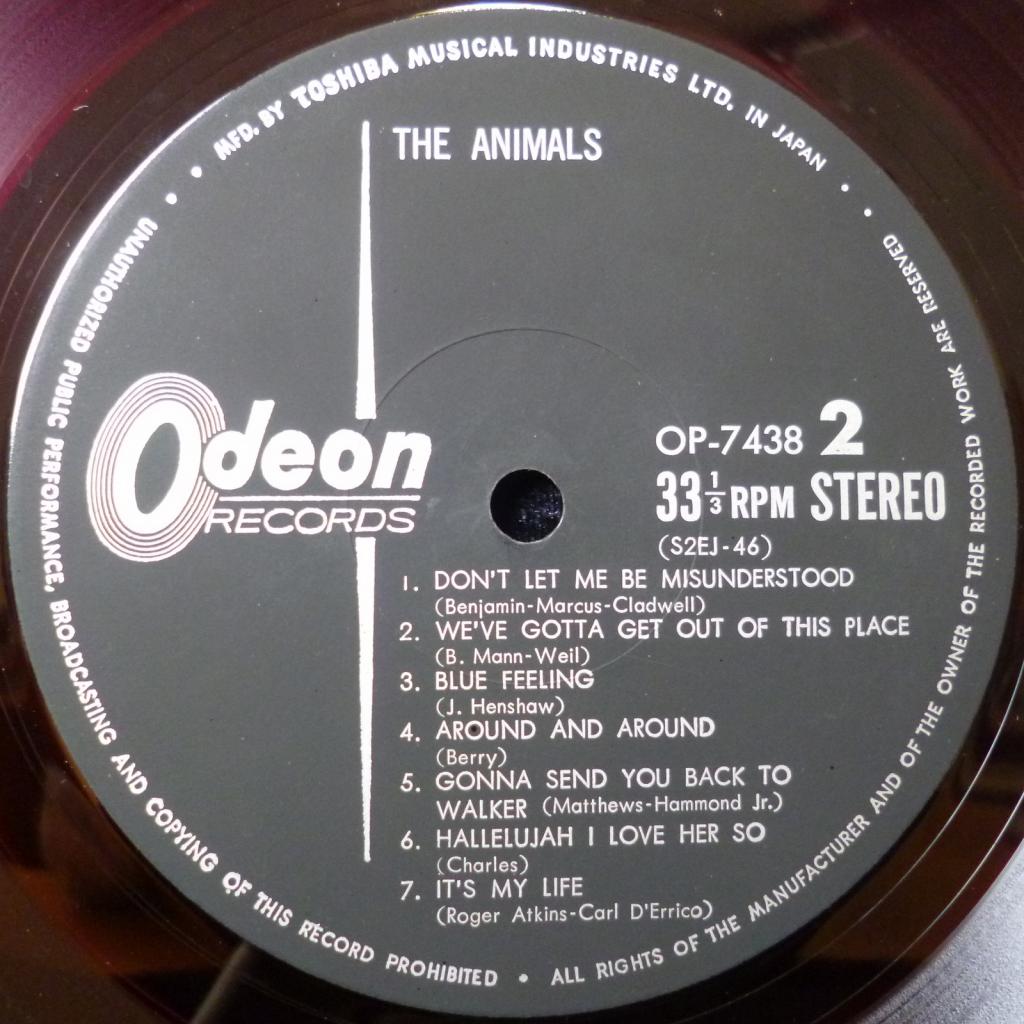 MFD. BY TOSHIBA MUSICAL INDUSTRIES LTD. IN JAPAN
THE ANIMALS
Odeon
RECORDS
OP-7438 2
33 1/3 RPM STEREO
(S2EJ-46)
1. DON'T LET ME BE MISUNDERSTOOD
(Benjamin-Marcus-Cladwell)
2. WE'VE GOTTA GET OUT OF THIS PLACE
(B. Mann-Weil)
3. BLUE FEELING
(J. Henshaw)
4. AROUND AND AROUND
(Berry)
5. GONNA SEND YOU BACK TO
WALKER (Matthews-Hammond Jr.)
6. HALLELUJAH I LOVE HER SO
(Charles)
7. IT'S MY LIFE
(Roger Atkins-Carl D'Errico)
UNAUTHORIZED PUBLIC PERFORMANCE, BROADCASTING AND COPYING OF THIS RECORD PROHIBITED • ALL RIGHTS OF THE MANUFACTURER AND OF THE OWNER OF THE RECORDED WORK ARE RESERVED